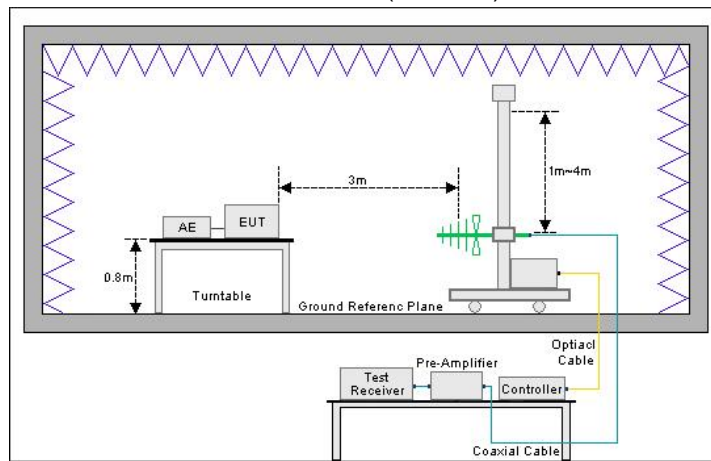 3m
1m~4m
AE
EUT
0.8m
Turntable
Ground Referenc Plane
Optiacl
Cable
Pre-Amplifier
Test
Receiver
Controller
Coaxial Cable